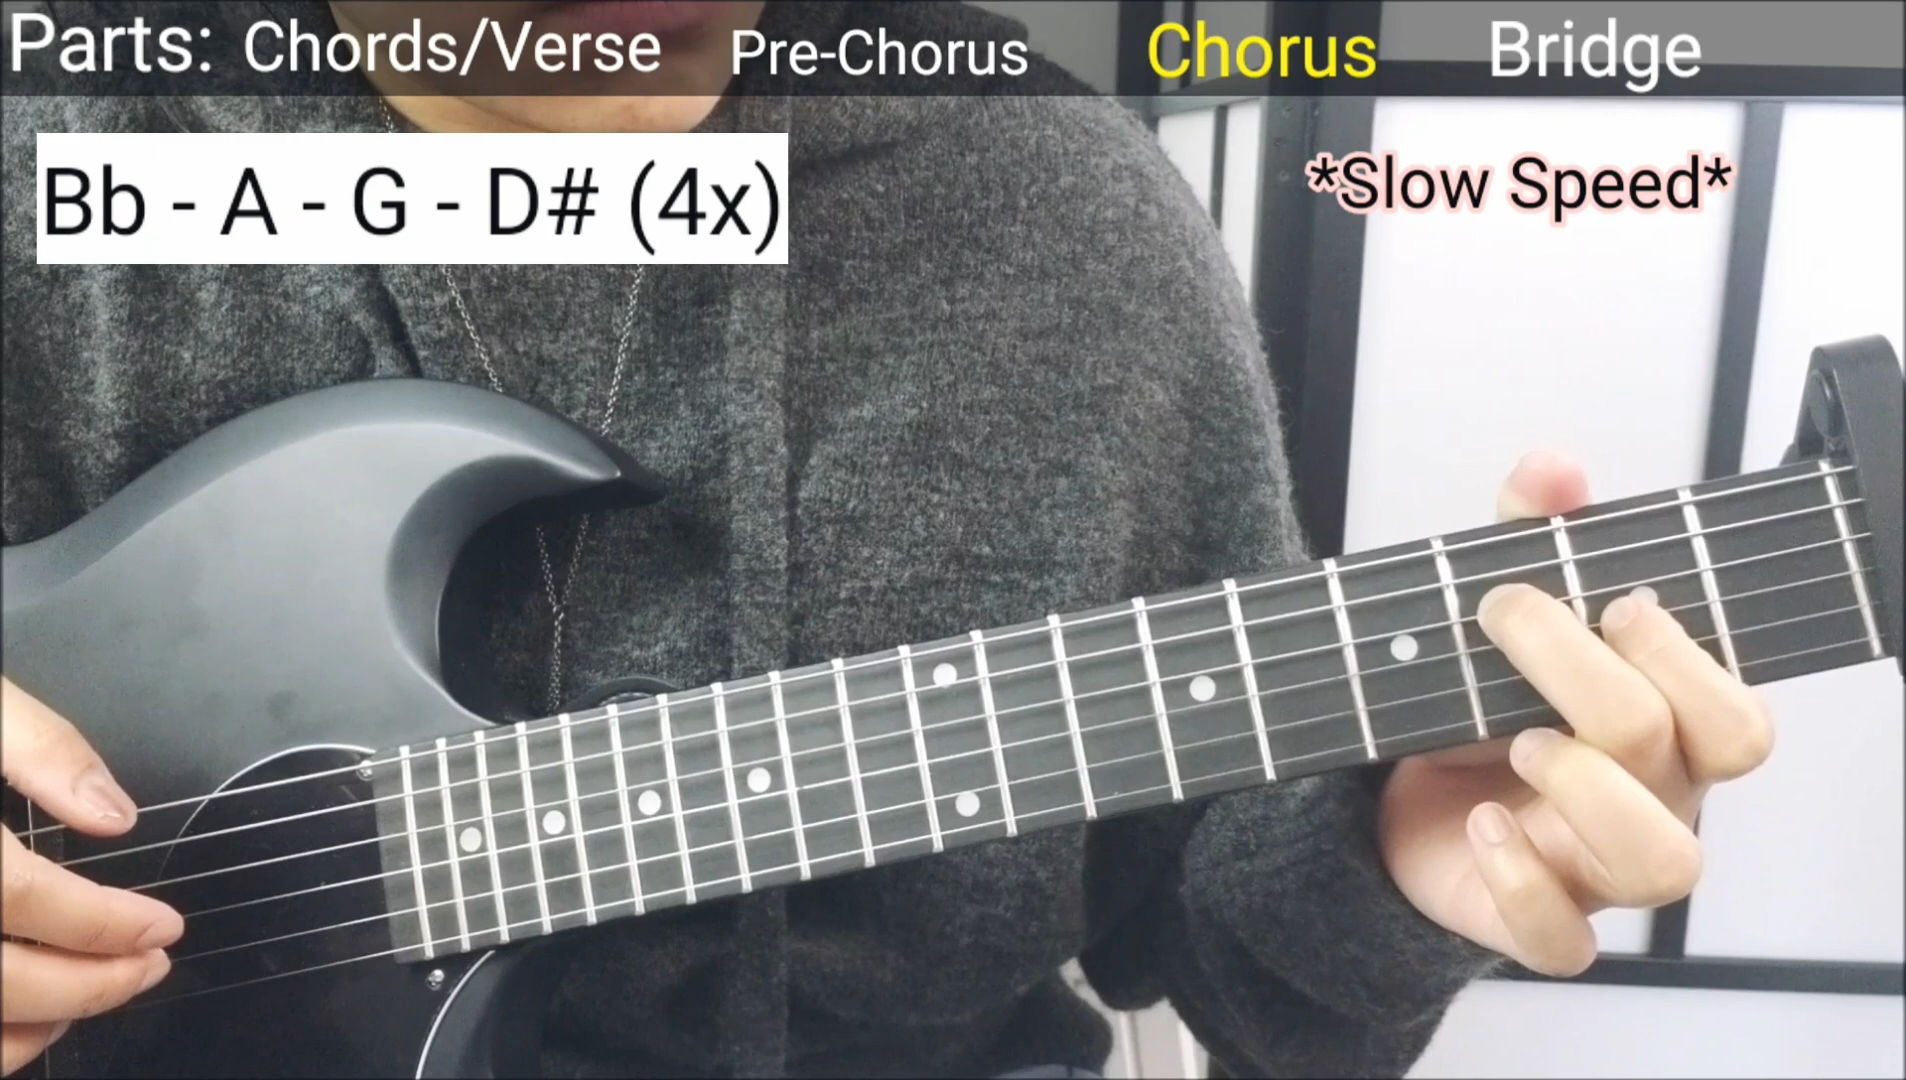 Parts: Chords/Verse Pre-Chorus Chorus Bridge
Bb - A - G - D# (4x)
*Slow Speed*